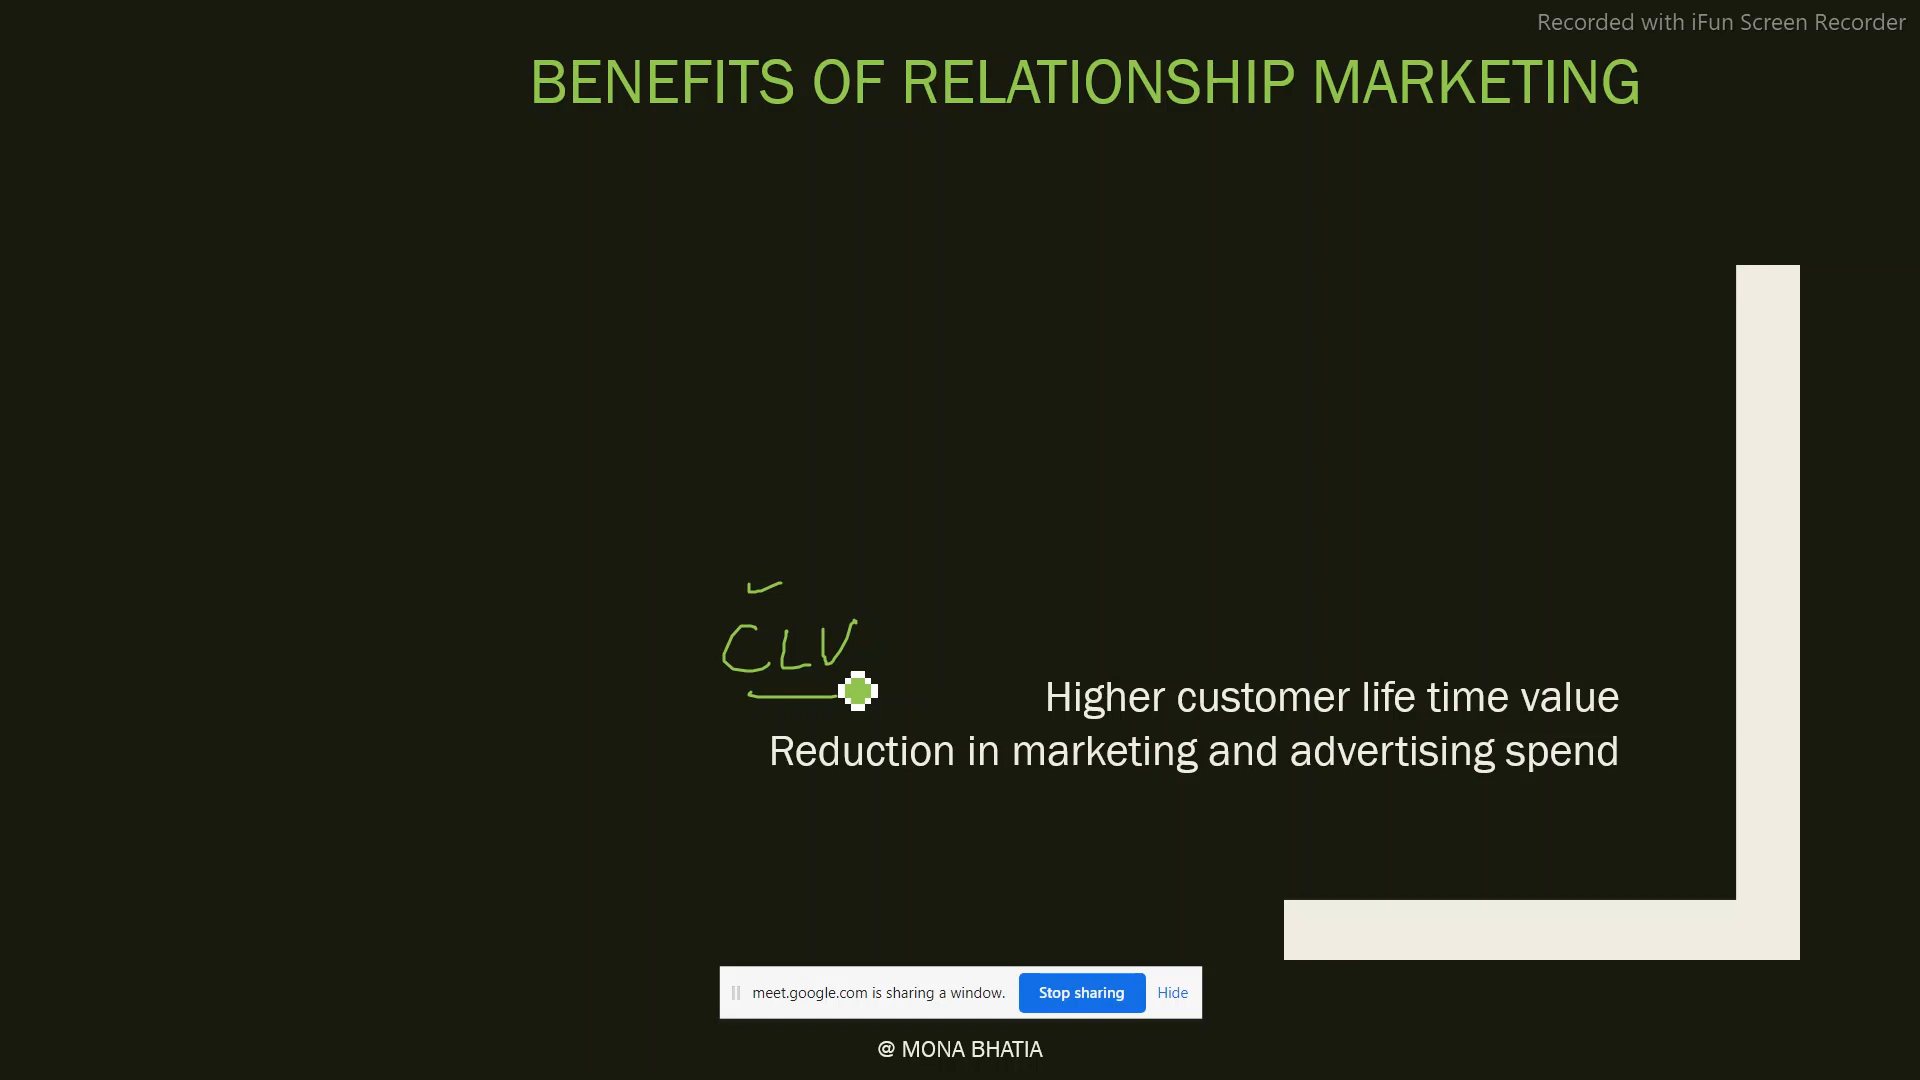 Recorded with iFun Screen Recorder
BENEFITS OF RELATIONSHIP MARKETING
CLV
Higher customer life time value
Reduction in marketing and advertising spend
meet.google.com is sharing a window. Stop sharing Hide
@ MONA BHATIA